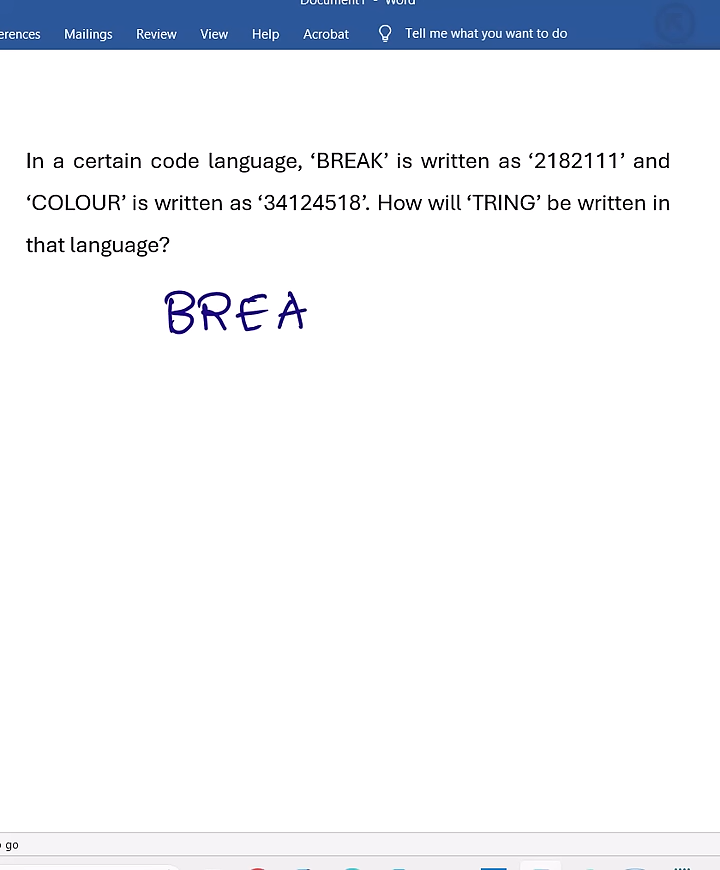 erences Mailings Review View Help Acrobat Tell me what you want to do
In a certain code language, ‘BREAK’ is written as ‘2182111’ and
‘COLOUR’ is written as ‘34124518’. How will ‘TRING’ be written in
that language?
BREA
go